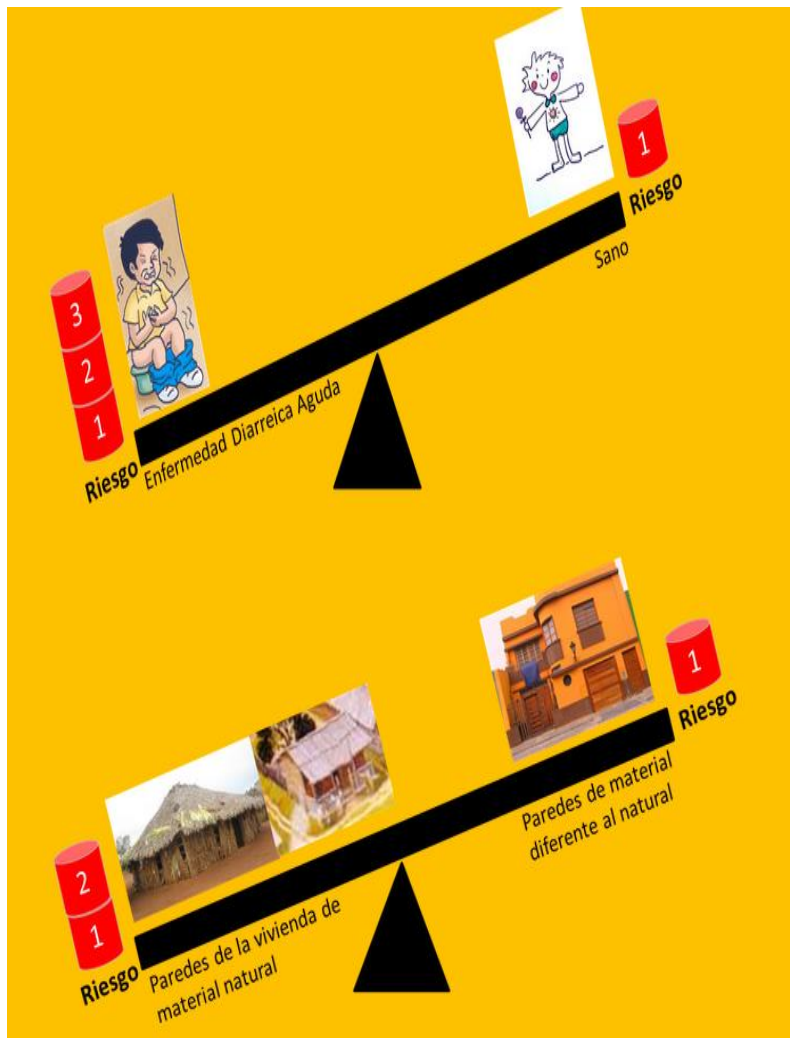 1
Riesgo
Sano
3
2
1
Riesgo
Enfermedad Diarreica Aguda
1
Riesgo
Paredes de material
diferente al natural
2
1
Riesgo
Paredes de la vivienda de
material natural